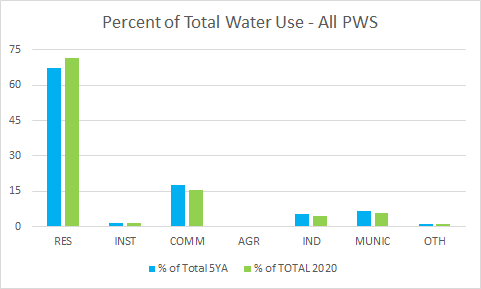 Percent of Total Water Use - All PWS
75
60
45
30
15
0
RES INST COMM AGR IND MUNIC OTH
% of Total 5YA % of TOTAL 2020